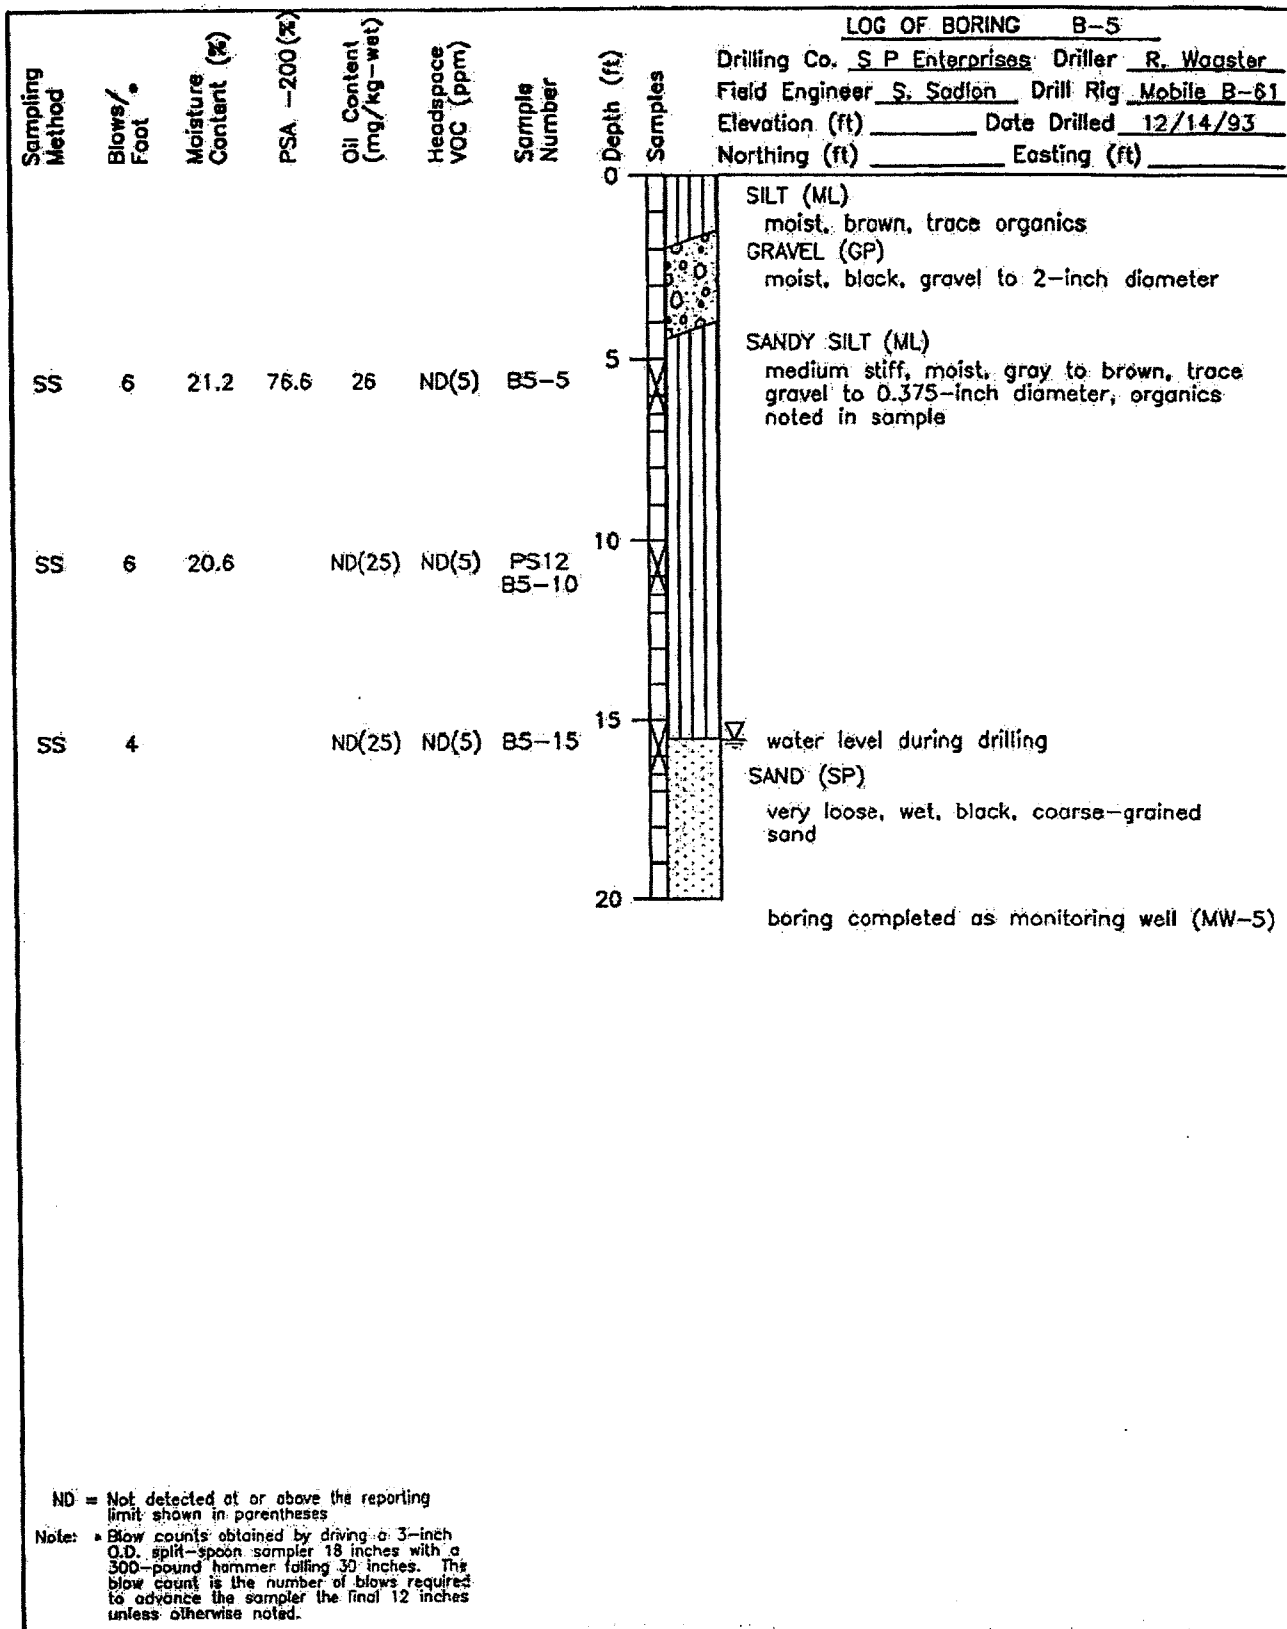 LOG OF BORING B-5
Drilling Co. S P Enterprises Driller R. Wagster
Field Engineer S. Sadlon Drill Rig Mobile B-61
Elevation (ft) Date Drilled 12/14/93
Northing (ft) Easting (ft)
Sampling Method
Blows/* Foot
Moisture Content (%)
PSA -200 (%)
Oil Content (mg/kg-wet)
Headspace VOC (ppm)
Sample Number
Depth (ft)
Samples
0
SILT (ML)
moist, brown, trace organics
GRAVEL (GP)
moist, black, gravel to 2-inch diameter
SANDY SILT (ML)
5
medium stiff, moist, gray to brown, trace
gravel to 0.375-inch diameter, organics
noted in sample
SS 6 21.2 76.6 26 ND(5) B5-5
10
SS 6 20.6 ND(25) ND(5) PS12
B5-10
15
SS 4 ND(25) ND(5) B5-15
water level during drilling
SAND (SP)
very loose, wet, black, coarse-grained
sand
20
boring completed as monitoring well (MW-5)
ND = Not detected at or above the reporting
limit shown in parentheses
Note: * Blow counts obtained by driving a 3-inch
O.D. split-spoon sampler 18 inches with a
300-pound hammer falling 30 inches. The
blow count is the number of blows required
to advance the sampler the final 12 inches
unless otherwise noted.